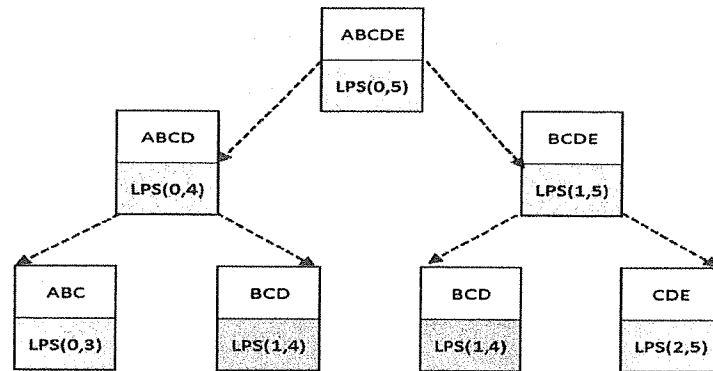 ABCDE
LPS(0,5)
ABCD
LPS(0,4)
BCDE
LPS(1,5)
ABC
LPS(0,3)
BCD
LPS(1,4)
BCD
LPS(1,4)
CDE
LPS(2,5)